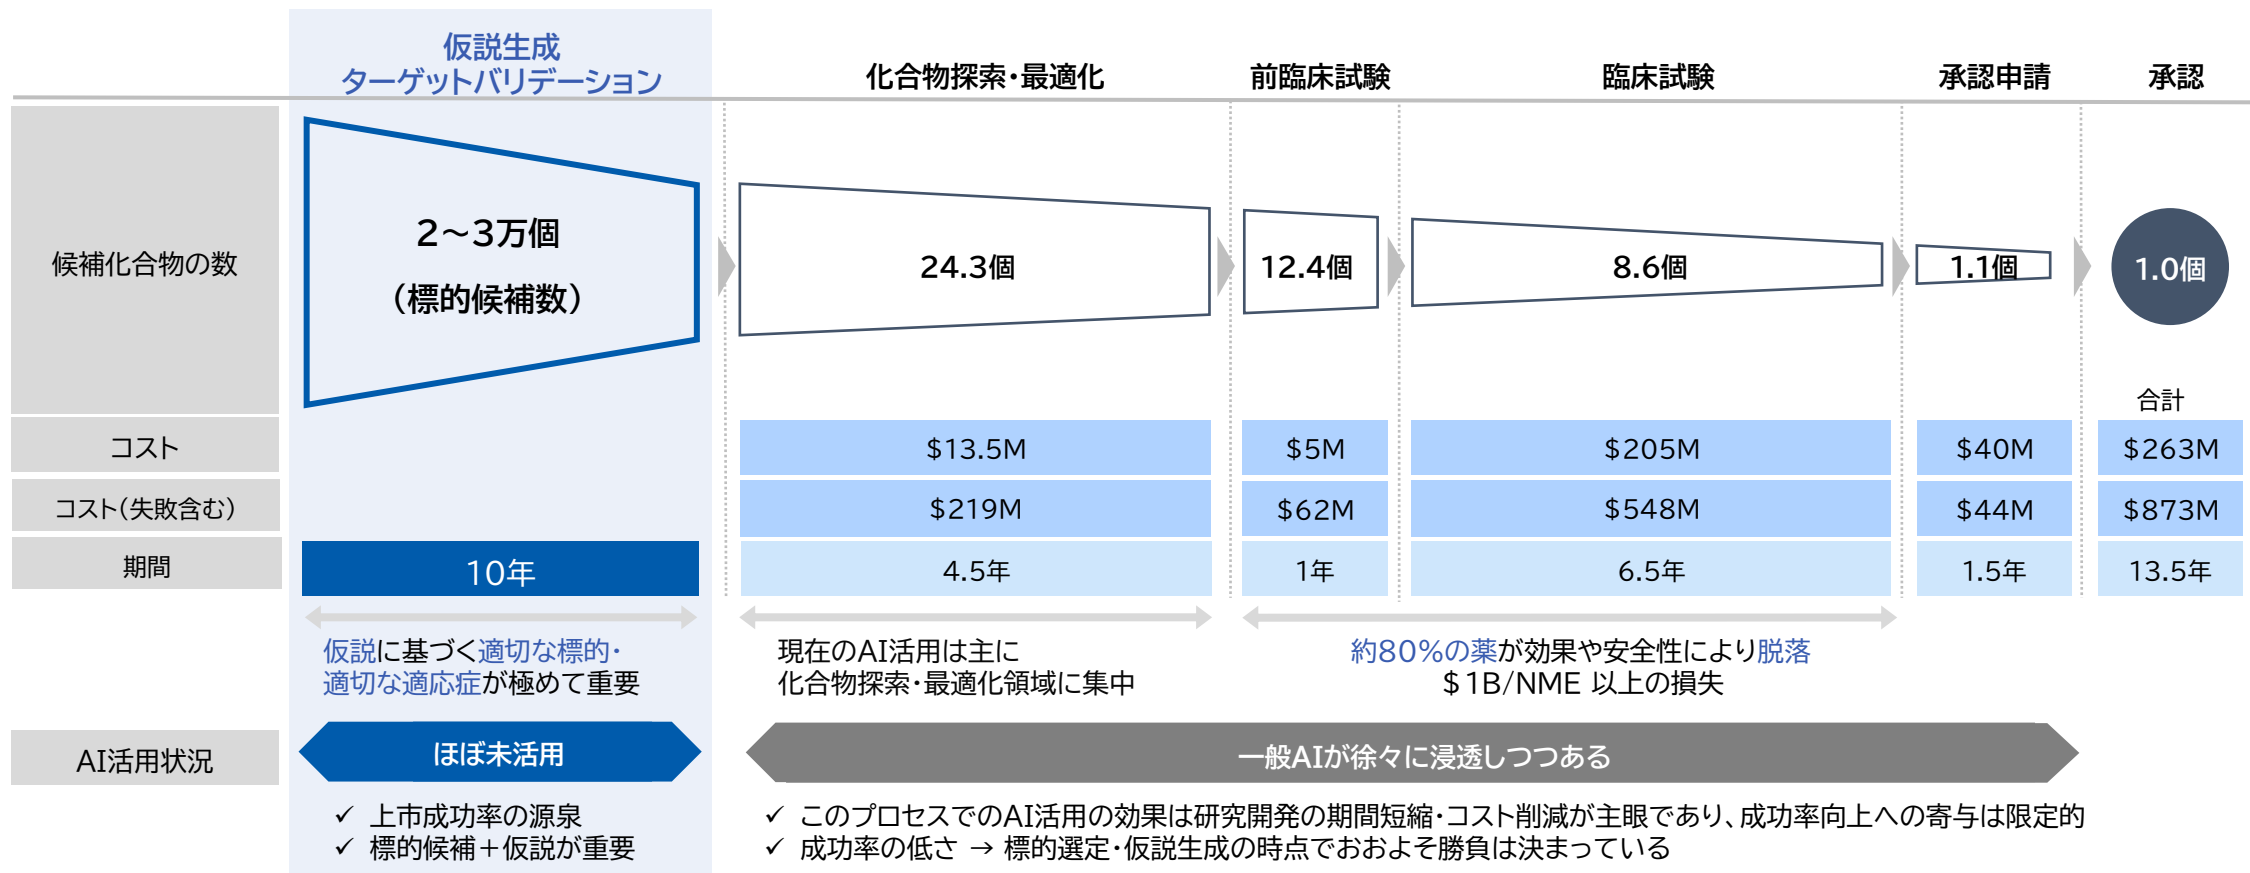 仮説生成
ターゲットバリデーション
化合物探索・最適化
前臨床試験
臨床試験
承認申請
承認
候補化合物の数
2～3万個
（標的候補数）
24.3個
12.4個
8.6個
1.1個
1.0個
合計
コスト
$13.5M
$5M
$205M
$40M
$263M
コスト（失敗含む）
$219M
$62M
$548M
$44M
$873M
期間
10年
4.5年
1年
6.5年
1.5年
13.5年
仮説に基づく適切な標的・
適切な適応症が極めて重要
現在のAI活用は主に
化合物探索・最適化領域に集中
約80%の薬が効果や安全性により脱落
$1B/NME 以上の損失
AI活用状況
ほぼ未活用
一般AIが徐々に浸透しつつある
✓ 上市成功率の源泉
✓ 標的候補＋仮説が重要
✓ このプロセスでのAI活用の効果は研究開発の期間短縮・コスト削減が主眼であり、成功率向上への寄与は限定的
✓ 成功率の低さ → 標的選定・仮説生成の時点でおおよそ勝負は決まっている